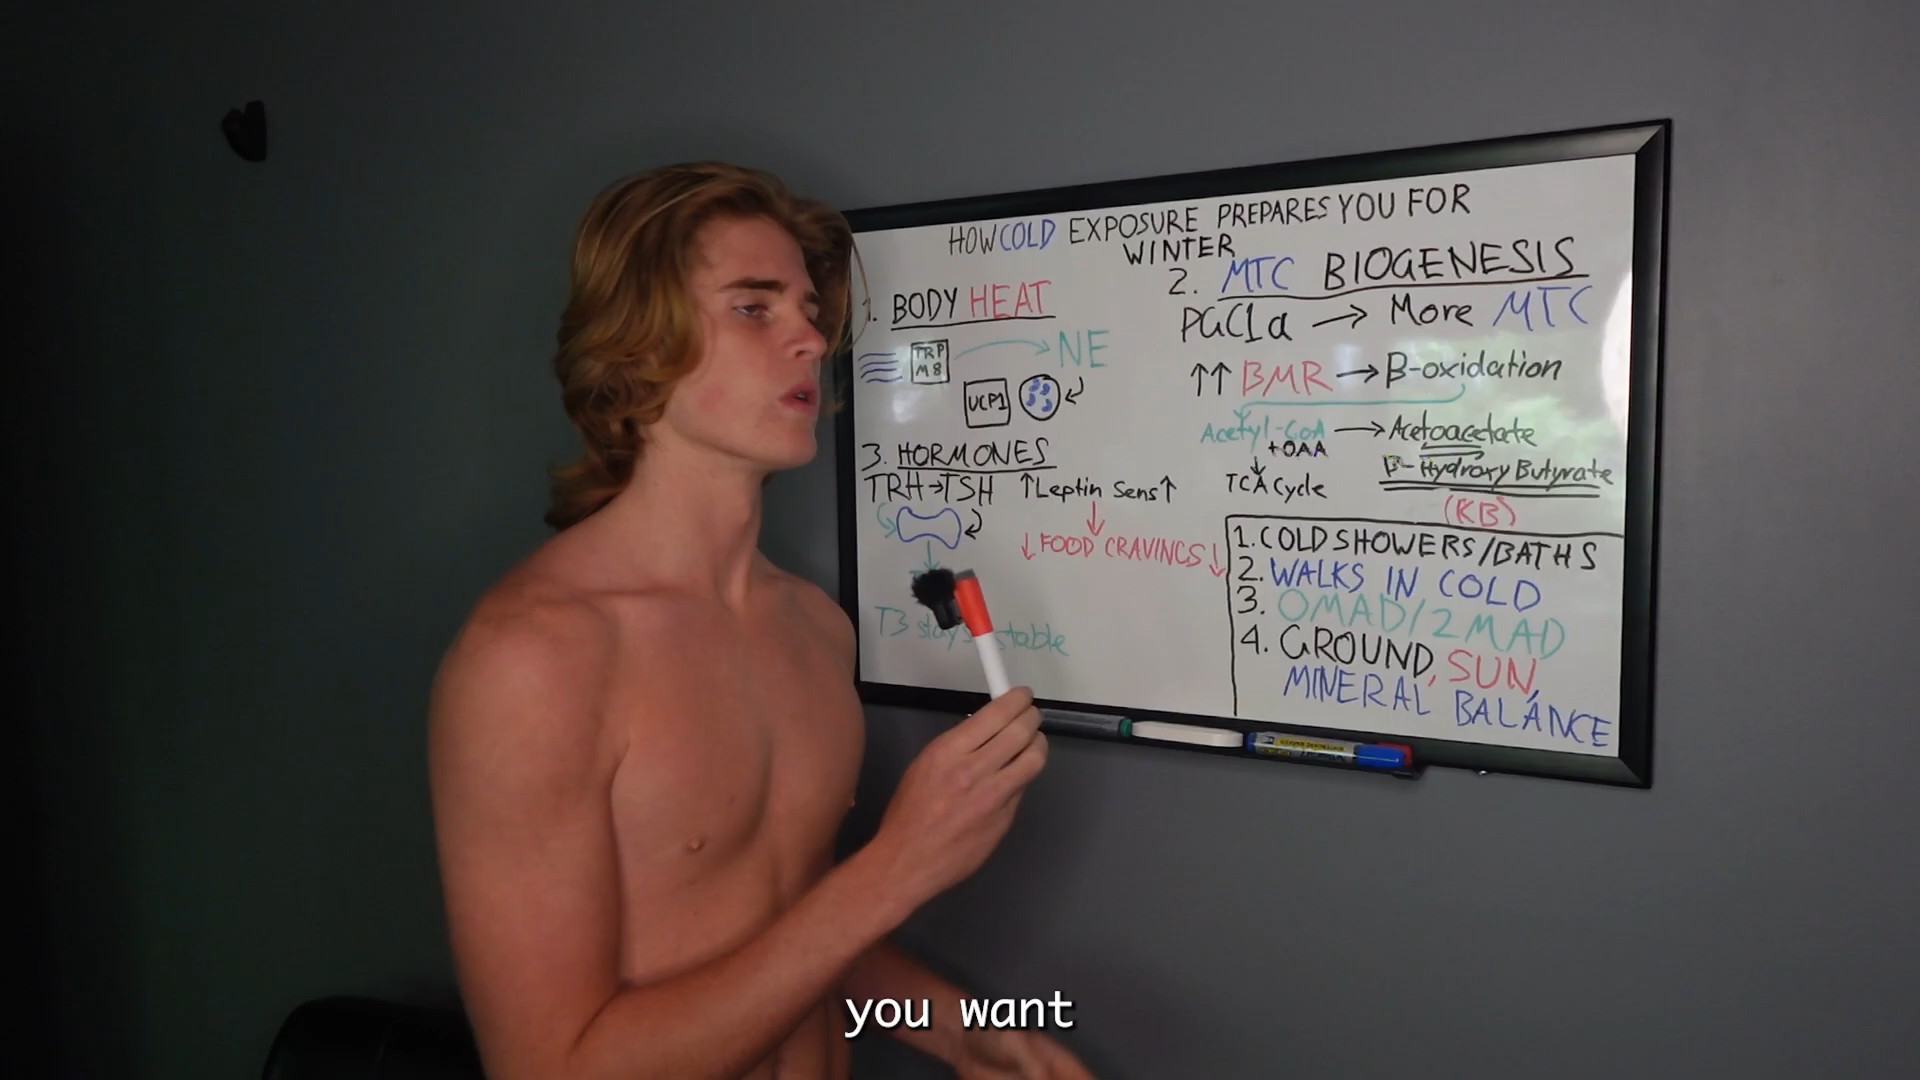 HOW COLD EXPOSURE PREPARES YOU FOR
WINTER
1. BODY HEAT
TRP
M8
NE
UCP1
2. MTC BIOGENESIS
PGC1a → More MTC
↑↑ BMR → B-oxidation
Acetyl-CoA → Acetoacetate
+OAA
B-HydroxyButyrate
TCA Cycle
(KB)
3. HORMONES
TRH→TSH ↑Leptin Sens↑
↓ FOOD CRAVINGS ↓
T3 stays stable
1. COLD SHOWERS/BATHS
2. WALKS IN COLD
3. OMAD/2MAD
4. GROUND, SUN,
MINERAL BALANCE
you want